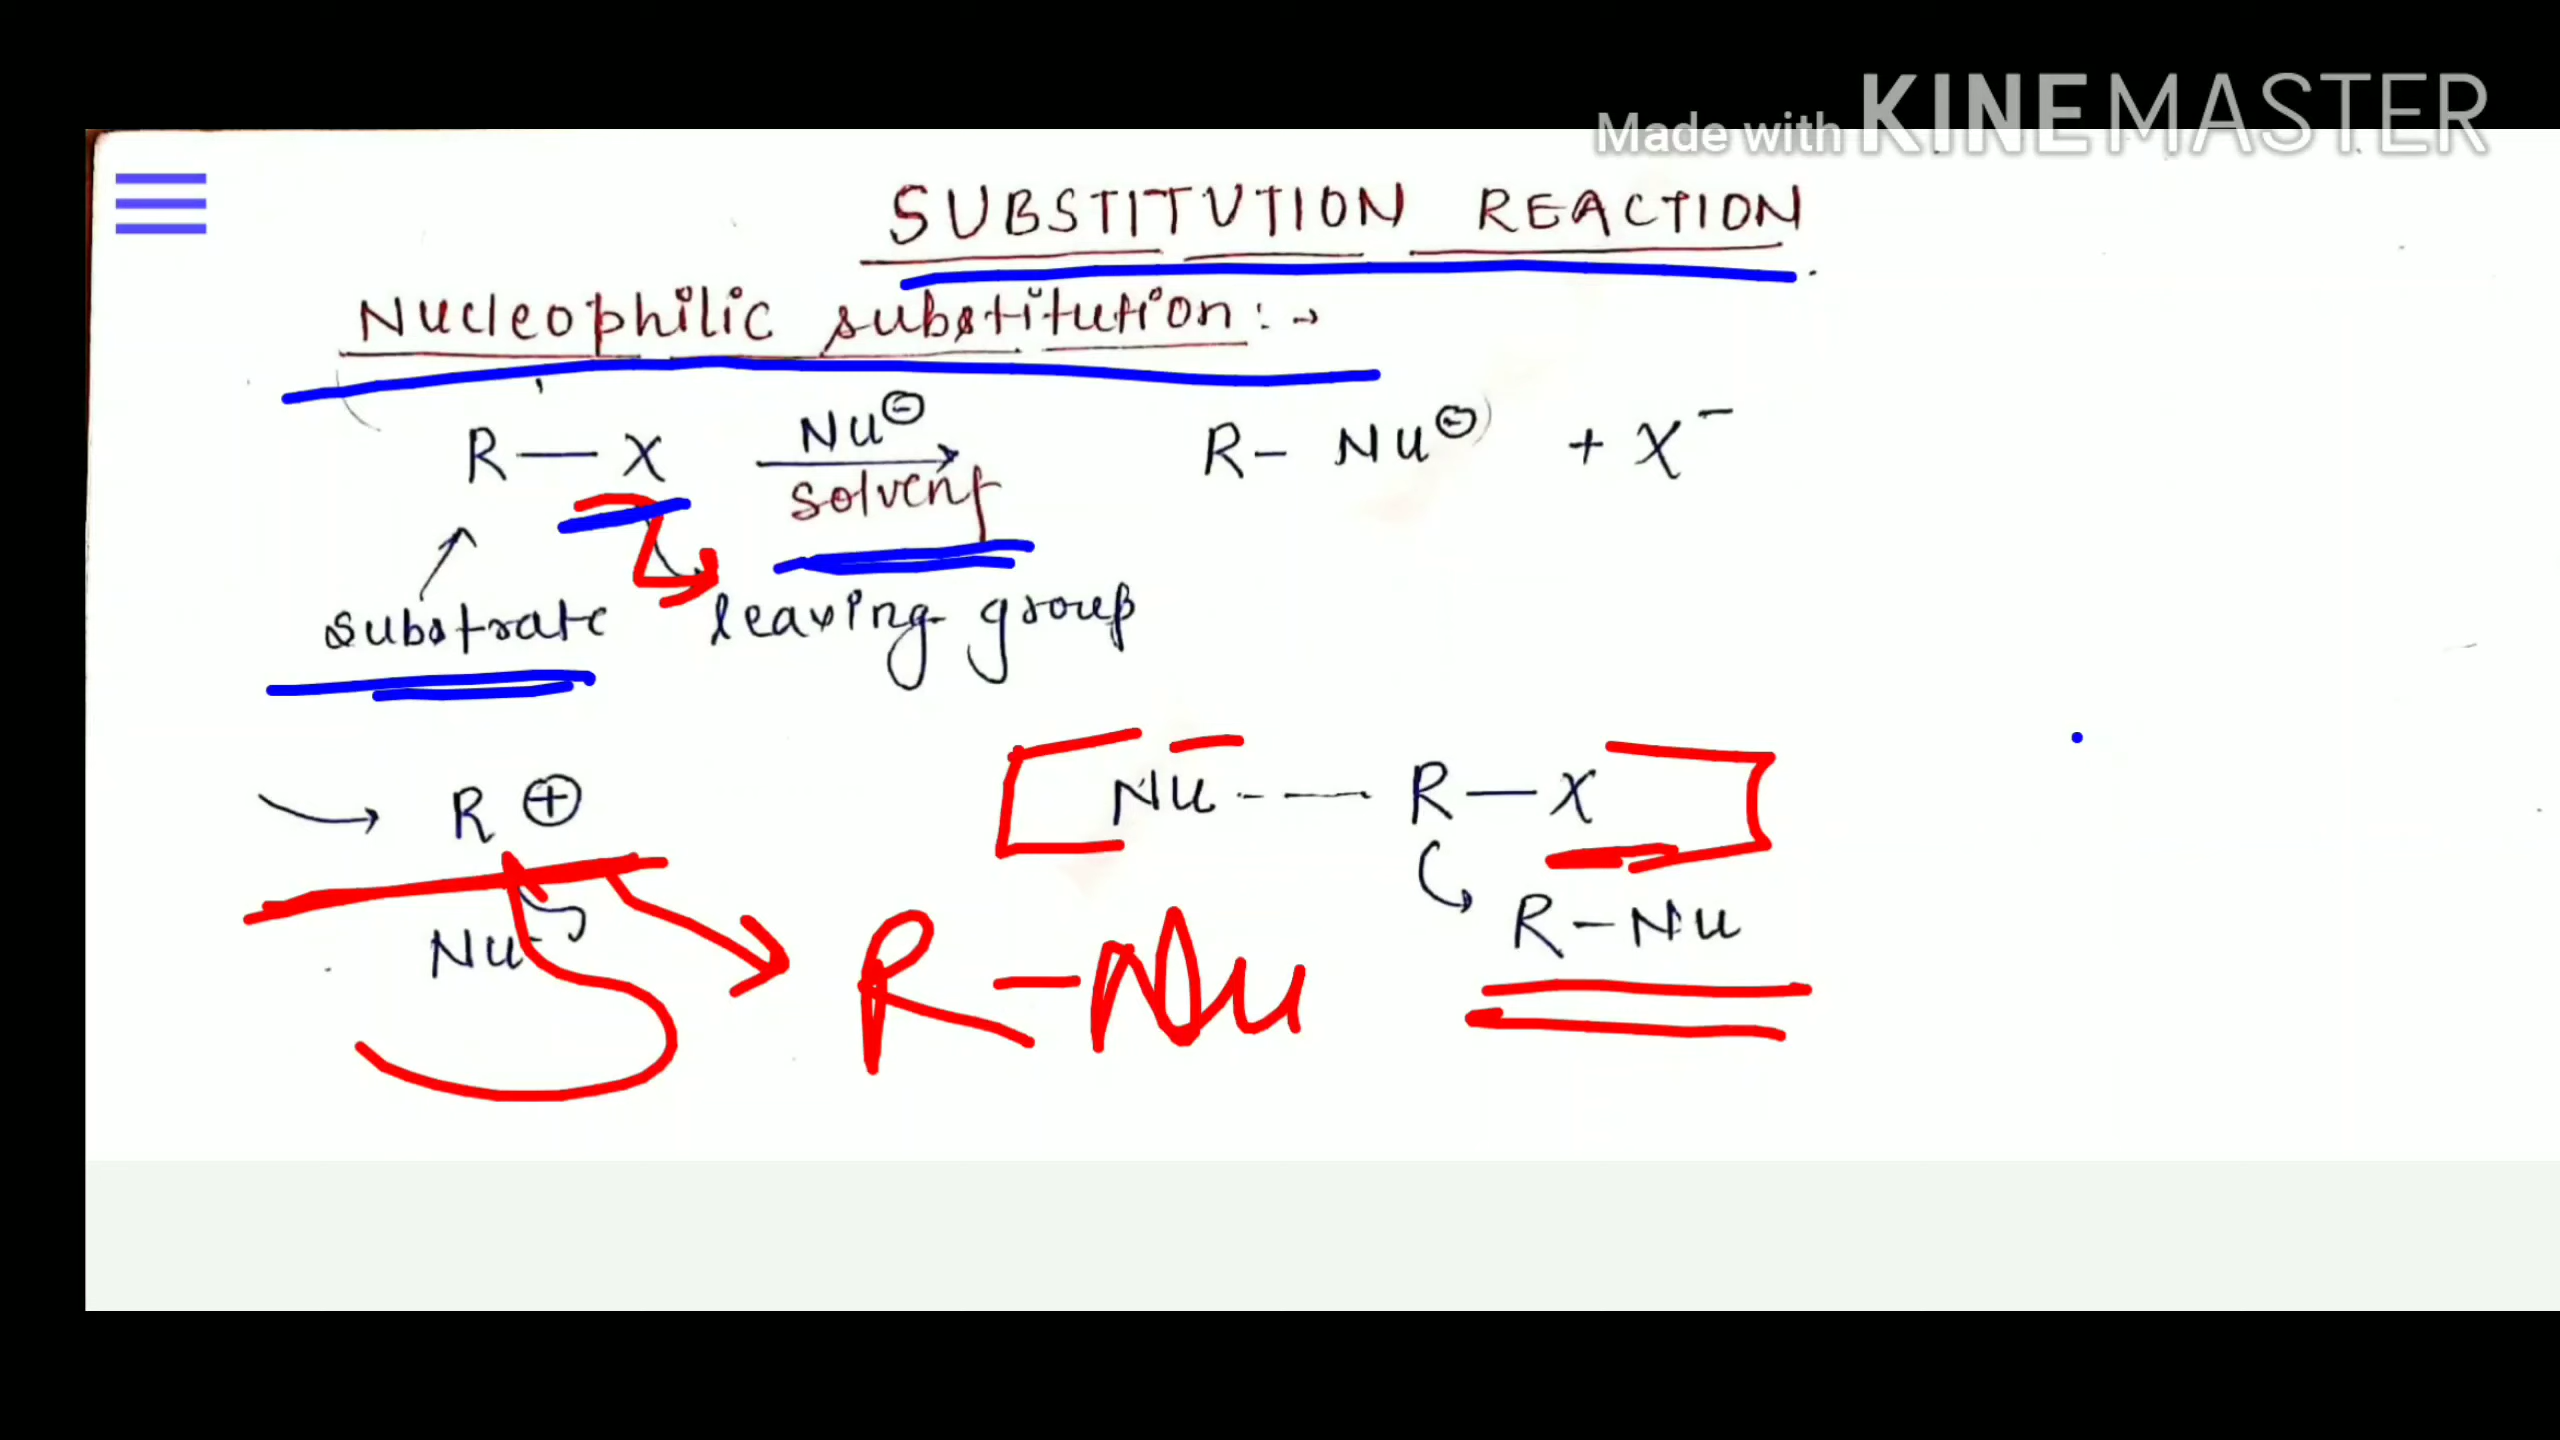 Made with KINEMASTER
SUBSTITUTION REACTION
Nucleophilic substitution : →
R — X Nu⊖ → solvent R - Nu⊖ + X⁻
substrate leaving group
→ R ⊕
Nu⁻
R - Nu
Nu --- R — X
R - Nu